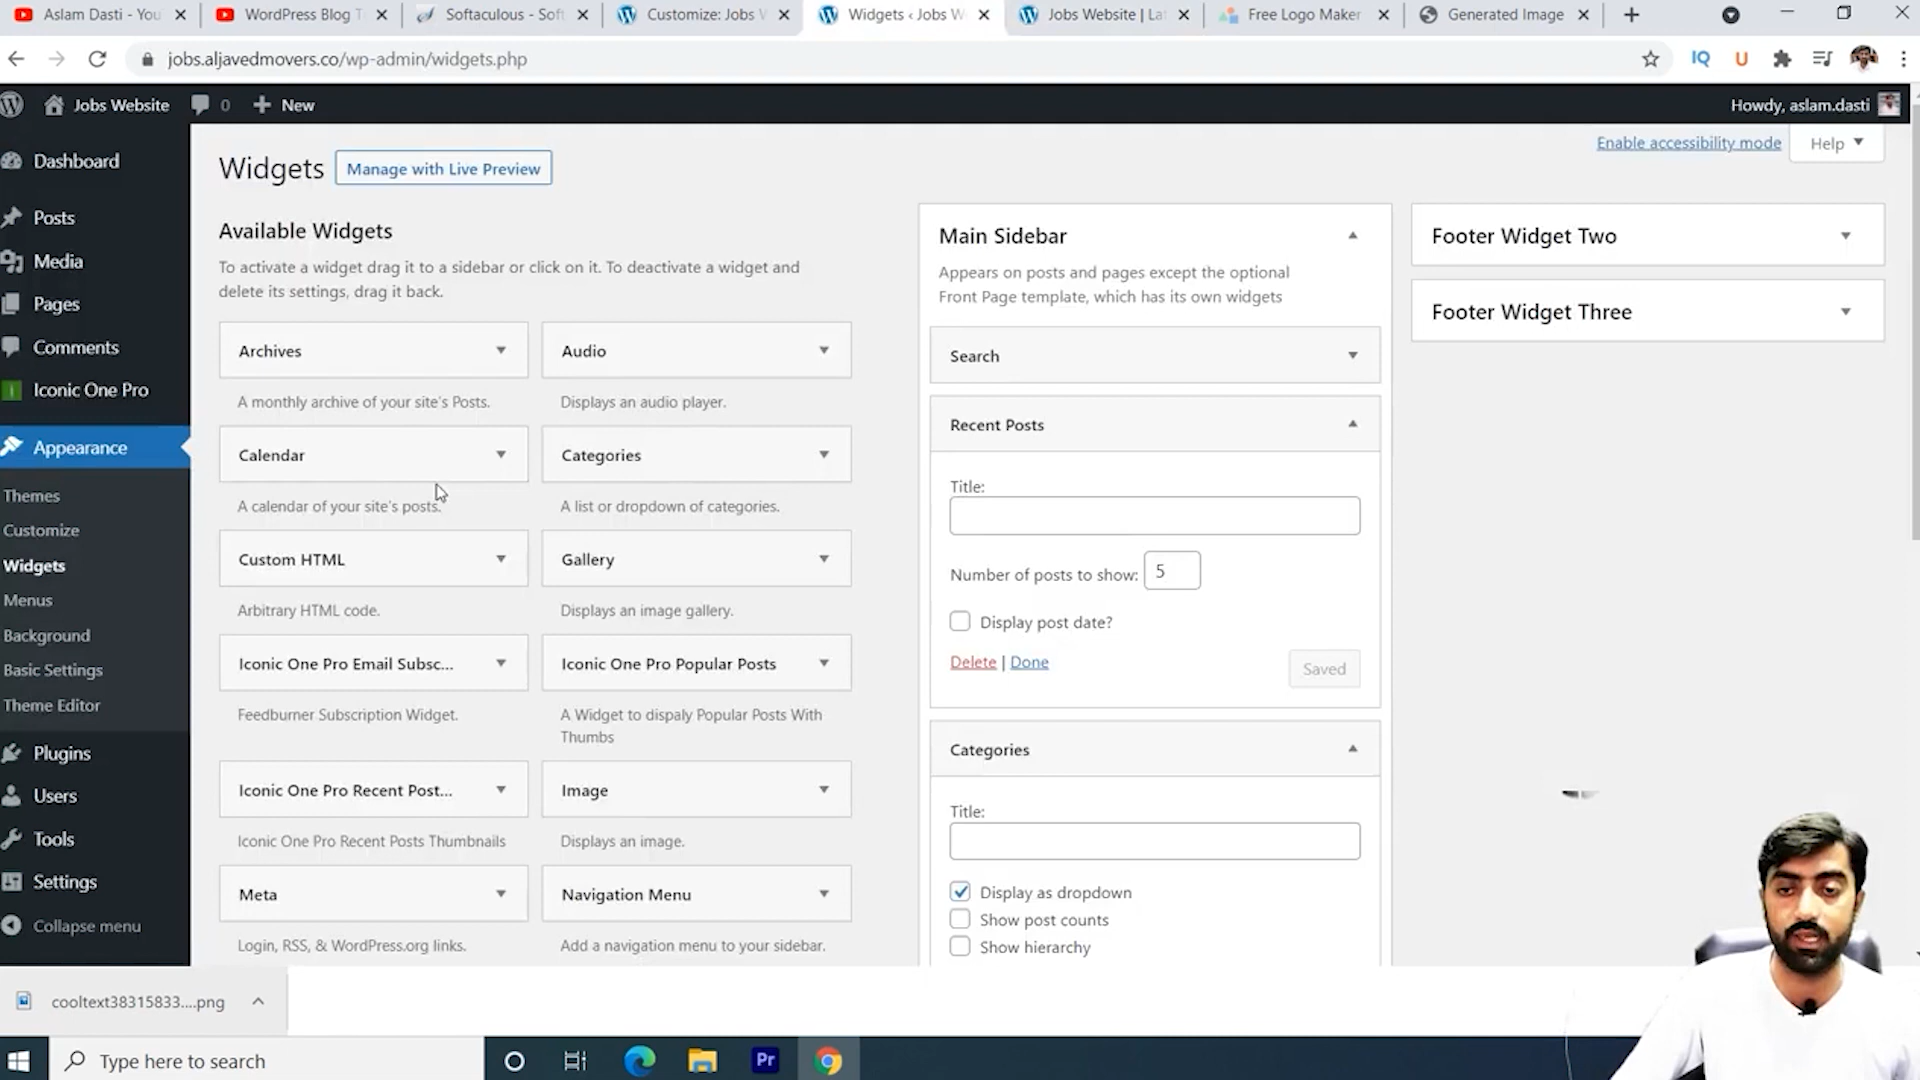 Aslam Dasti - You
WordPress Blog T
Softaculous - Soft
Customize: Jobs W
Widgets ‹ Jobs W
Jobs Website | Lat
Free Logo Maker
Generated Image
jobs.aljavedmovers.co/wp-admin/widgets.php
IQ
U
Jobs Website
0
New
Howdy, aslam.dasti
Dashboard
Posts
Media
Pages
Comments
Iconic One Pro
Appearance
Themes
Customize
Widgets
Menus
Background
Basic Settings
Theme Editor
Plugins
Users
Tools
Settings
Collapse menu
Enable accessibility mode
Help
Widgets
Manage with Live Preview
Available Widgets
To activate a widget drag it to a sidebar or click on it. To deactivate a widget and
delete its settings, drag it back.
Archives
Audio
A monthly archive of your site's Posts.
Displays an audio player.
Calendar
Categories
A calendar of your site's posts.
A list or dropdown of categories.
Custom HTML
Gallery
Arbitrary HTML code.
Displays an image gallery.
Iconic One Pro Email Subsc...
Iconic One Pro Popular Posts
Feedburner Subscription Widget.
A Widget to dispaly Popular Posts With
Thumbs
Iconic One Pro Recent Post...
Image
Iconic One Pro Recent Posts Thumbnails
Displays an image.
Meta
Navigation Menu
Login, RSS, & WordPress.org links.
Add a navigation menu to your sidebar.
Main Sidebar
Appears on posts and pages except the optional
Front Page template, which has its own widgets
Search
Recent Posts
Title:
Number of posts to show: 5
Display post date?
Delete | Done
Saved
Categories
Title:
Display as dropdown
Show post counts
Show hierarchy
Footer Widget Two
Footer Widget Three
cooltext38315833....png
Type here to search
Pr